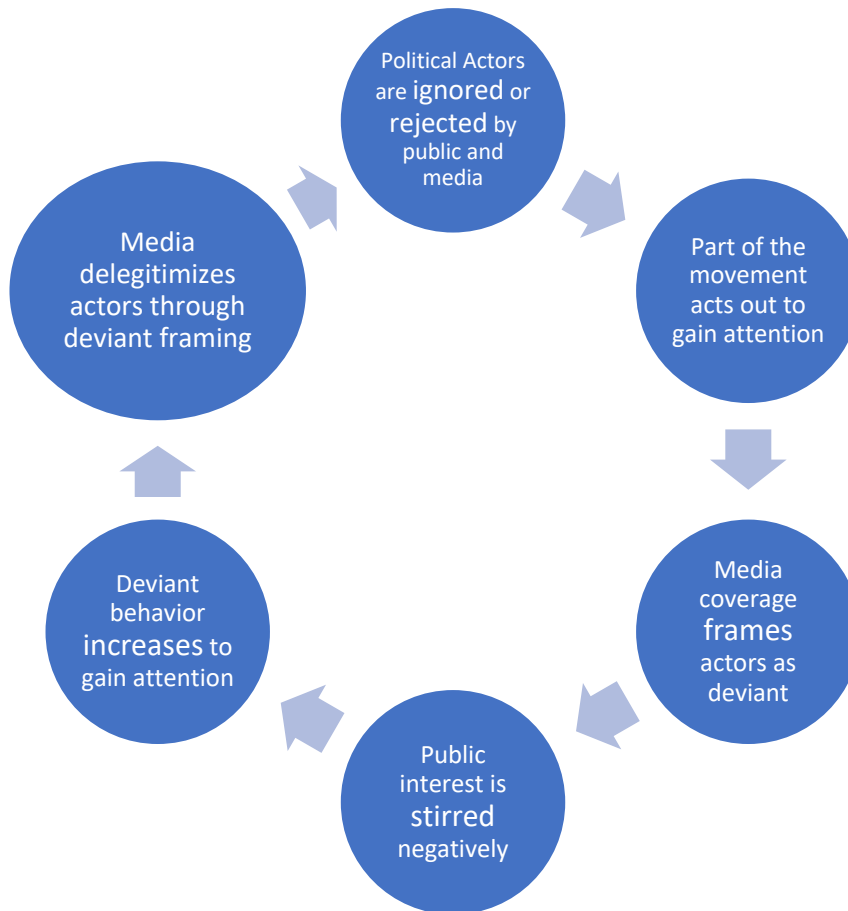 Political Actors
are ignored or
rejected by
public and
media
Part of the
movement
acts out to
gain attention
Media
coverage
frames
actors as
deviant
Public
interest is
stirred
negatively
Deviant
behavior
increases to
gain attention
Media
delegitimizes
actors through
deviant framing